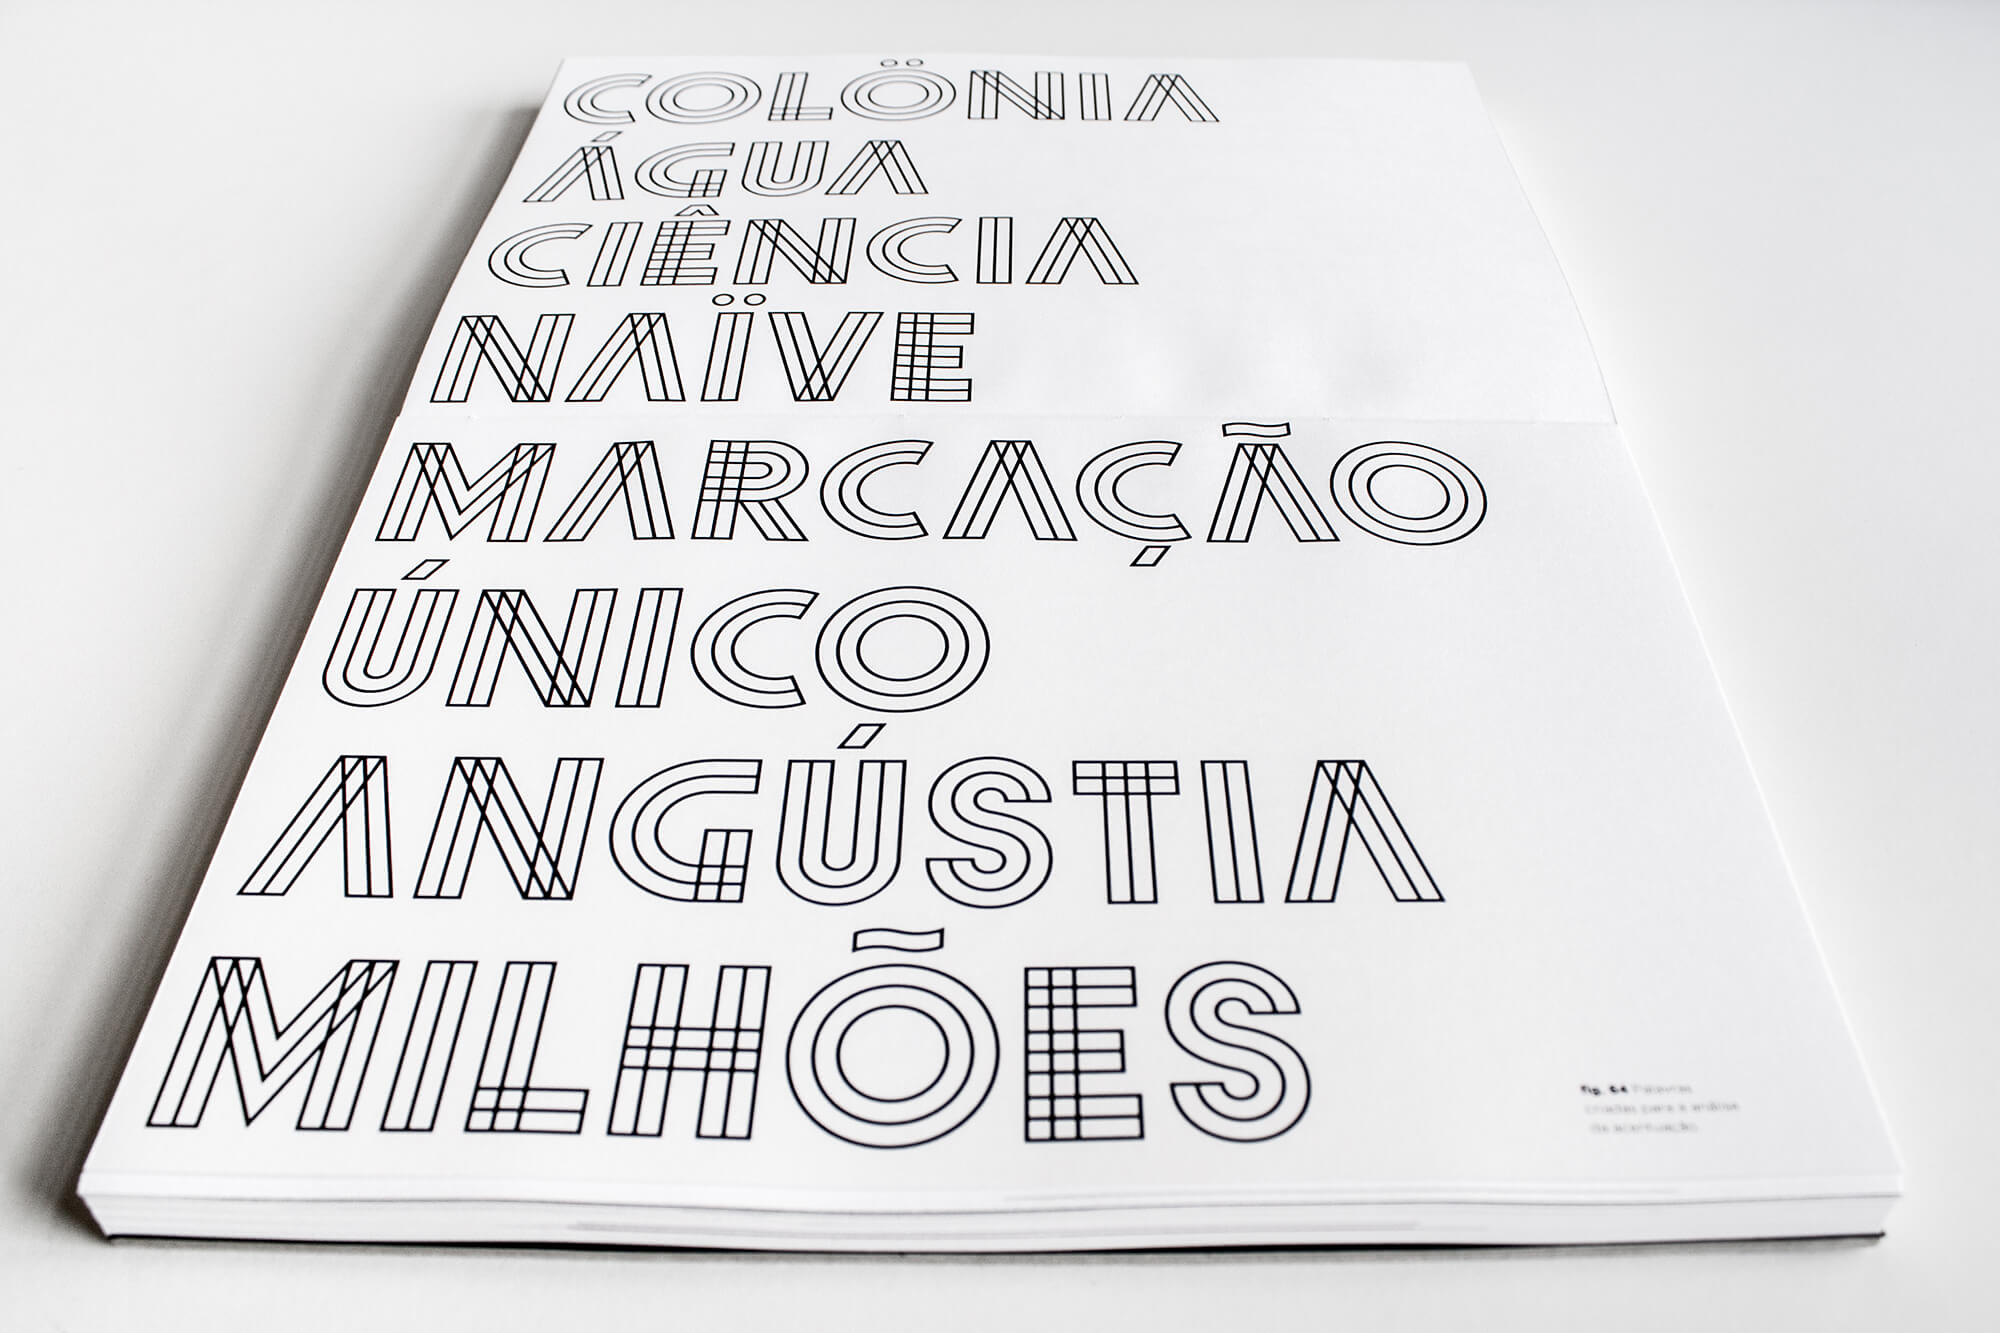 COLÖNIA
ÁGUA
CIÊNCIA
NAÏVE
MARCAÇÃO
ÚNICO
ANGÚSTIA
MILHÕES
fig. 64 Palavras
criadas para a análise
da acentuação.